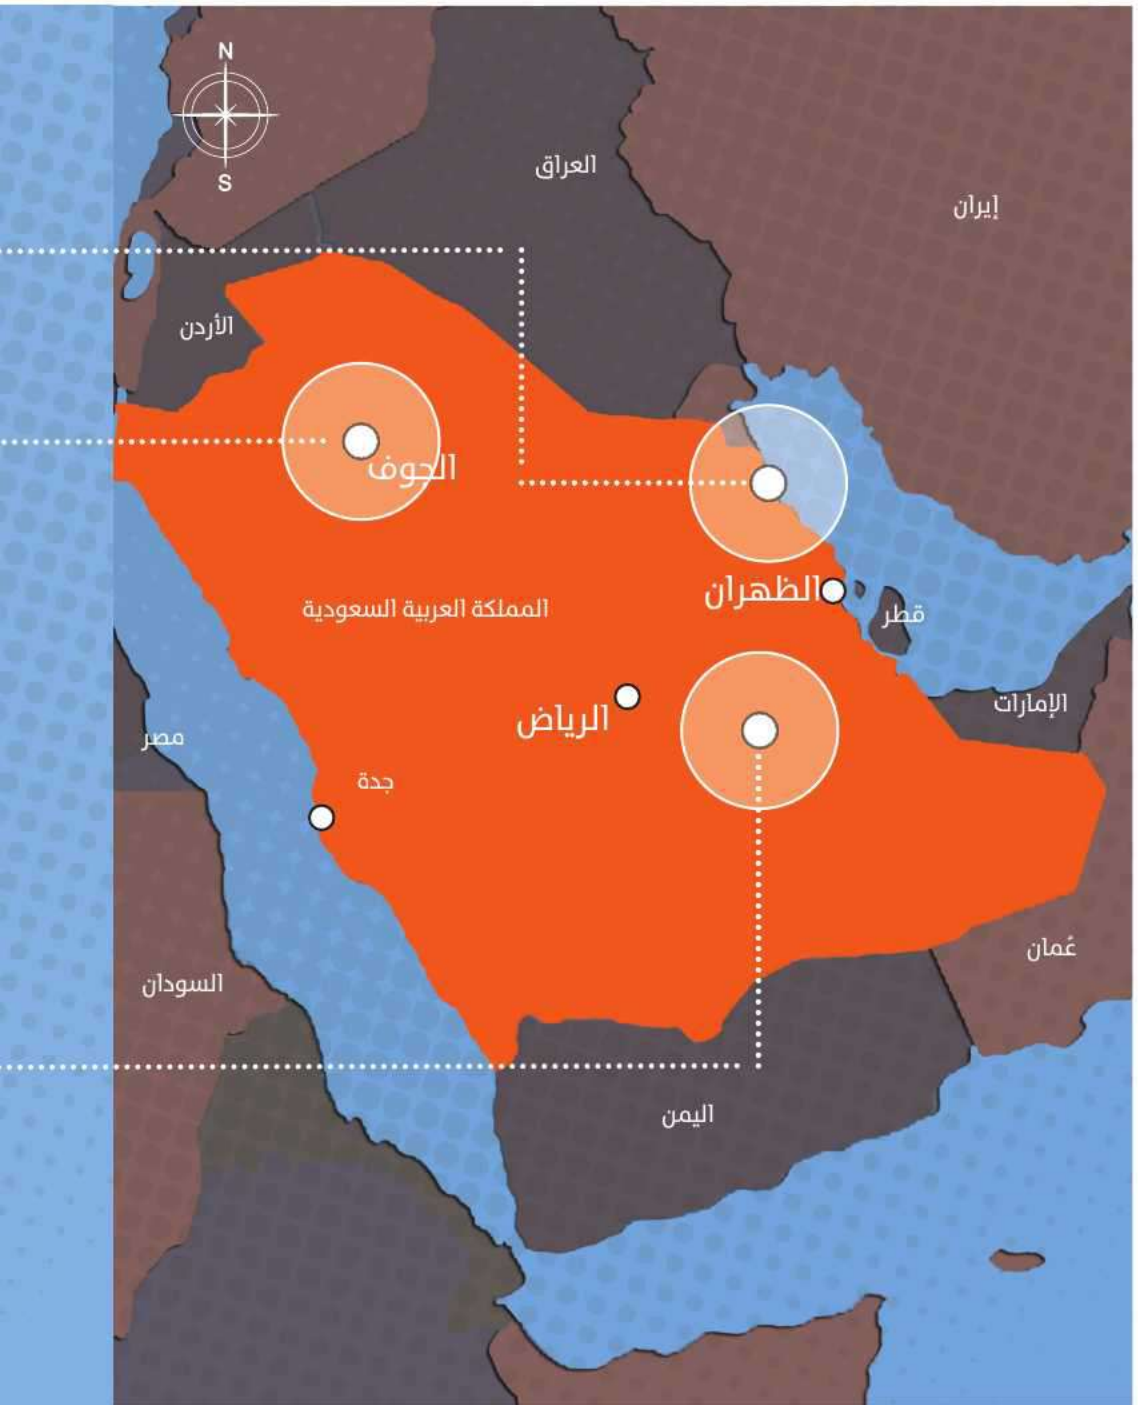 N
S
العراق
إيران
الأردن
الجوف
الظهران
المملكة العربية السعودية
قطر
الإمارات
الرياض
مصر
جدة
عُمان
السودان
اليمن